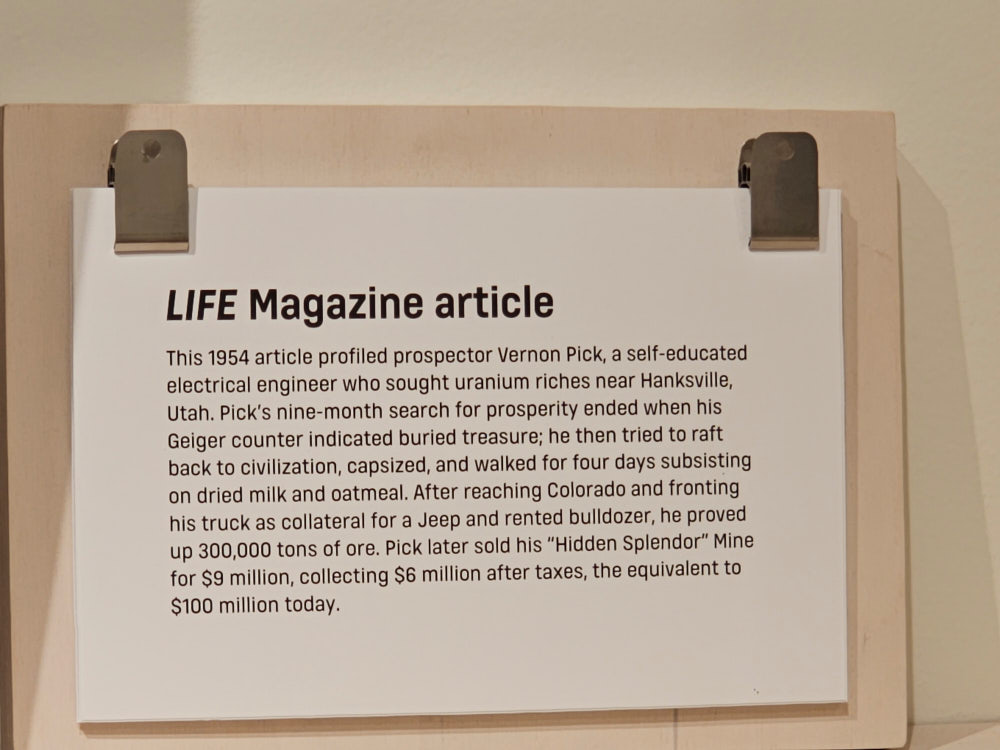 LIFE Magazine article
This 1954 article profiled prospector Vernon Pick, a self-educated
electrical engineer who sought uranium riches near Hanksville,
Utah. Pick's nine-month search for prosperity ended when his
Geiger counter indicated buried treasure; he then tried to raft
back to civilization, capsized, and walked for four days subsisting
on dried milk and oatmeal. After reaching Colorado and fronting
his truck as collateral for a Jeep and rented bulldozer, he proved
up 300,000 tons of ore. Pick later sold his “Hidden Splendor” Mine
for $9 million, collecting $6 million after taxes, the equivalent to
$100 million today.